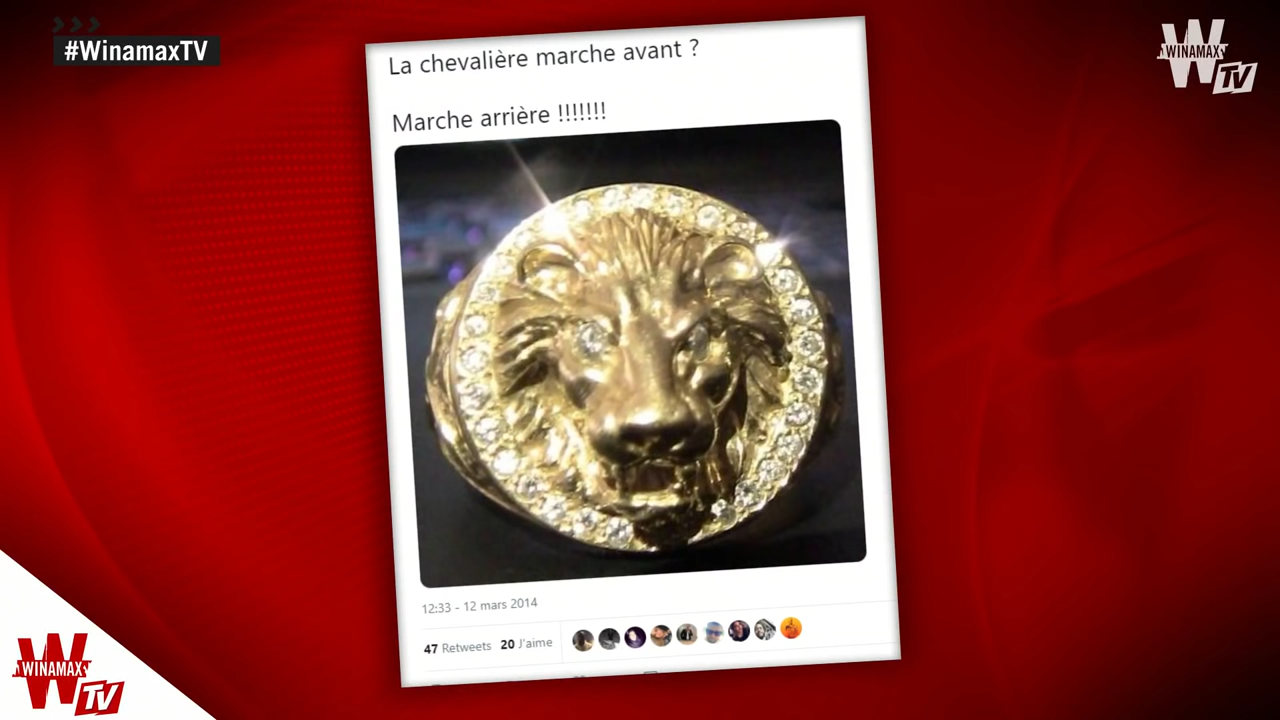 #WinamaxTV
W
WINAMAX
TV
La chevalière marche avant ?
Marche arrière !!!!!!!
12:33 - 12 mars 2014
47 Retweets 20 J'aime
W
WINAMAX
TV